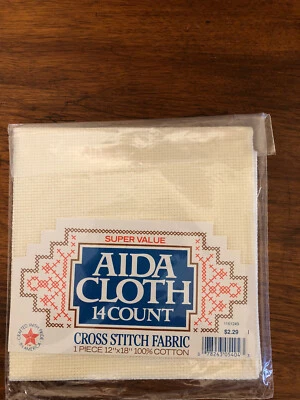 SUPER VALUE
AIDA
CLOTH
14 COUNT
CROSS STITCH FABRIC
1 PIECE 12"x18" 100% COTTON
$2.29